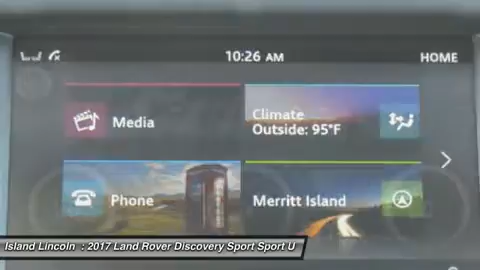 10:26 AM
HOME
Media
Climate
Outside: 95°F
Phone
Merritt Island
Island Lincoln : 2017 Land Rover Discovery Sport Sport U